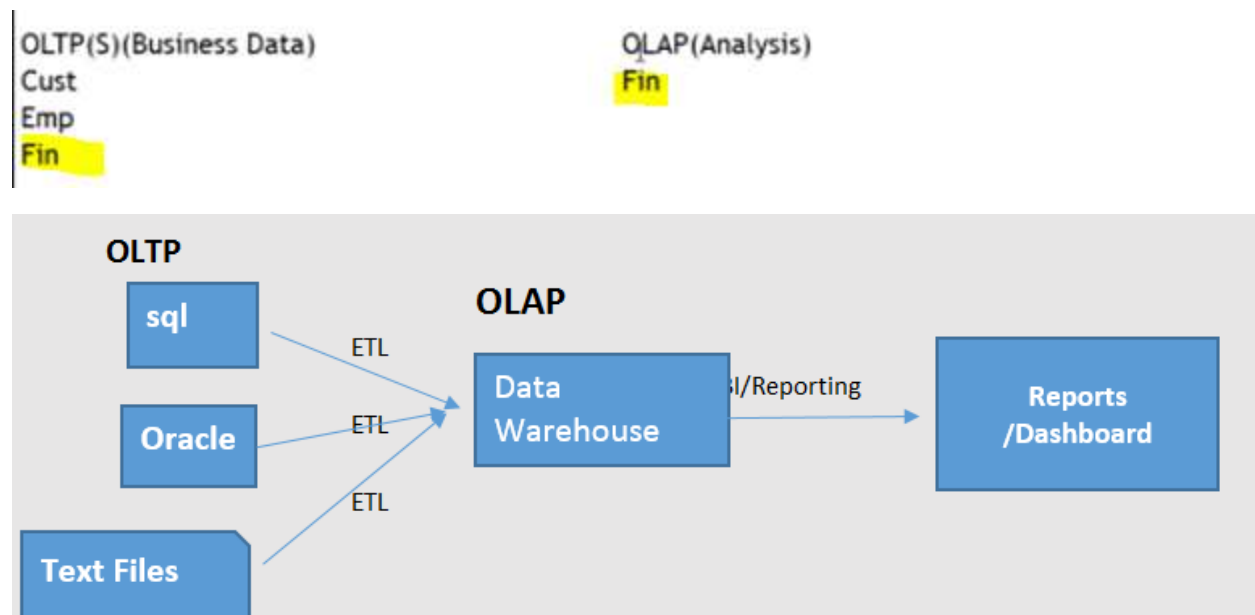 OLTP(S)(Business Data)
Cust
Emp
Fin
OLAP(Analysis)
Fin
OLTP
sql
Oracle
Text Files
ETL
ETL
ETL
OLAP
Data
Warehouse
I/Reporting
Reports
/Dashboard